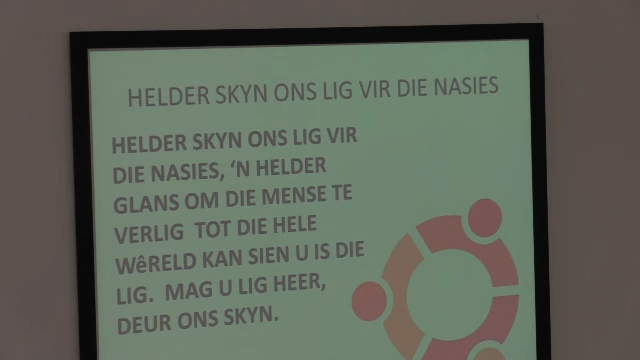 HELDER SKYN ONS LIG VIR DIE NASIES
HELDER SKYN ONS LIG VIR
DIE NASIES, ‘N HELDER
GLANS OM DIE MENSE TE
VERLIG TOT DIE HELE
WêRELD KAN SIEN U IS DIE
LIG. MAG U LIG HEER,
DEUR ONS SKYN.